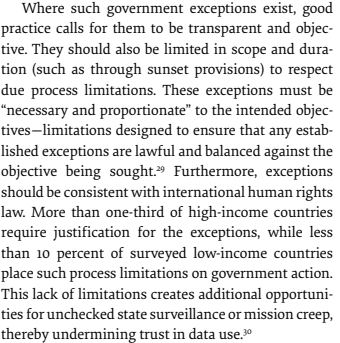 Where such government exceptions exist, good
practice calls for them to be transparent and objec-
tive. They should also be limited in scope and dura-
tion (such as through sunset provisions) to respect
due process limitations. These exceptions must be
“necessary and proportionate” to the intended objec-
tives—limitations designed to ensure that any estab-
lished exceptions are lawful and balanced against the
objective being sought.²⁹ Furthermore, exceptions
should be consistent with international human rights
law. More than one-third of high-income countries
require justification for the exceptions, while less
than 10 percent of surveyed low-income countries
place such process limitations on government action.
This lack of limitations creates additional opportuni-
ties for unchecked state surveillance or mission creep,
thereby undermining trust in data use.³⁰